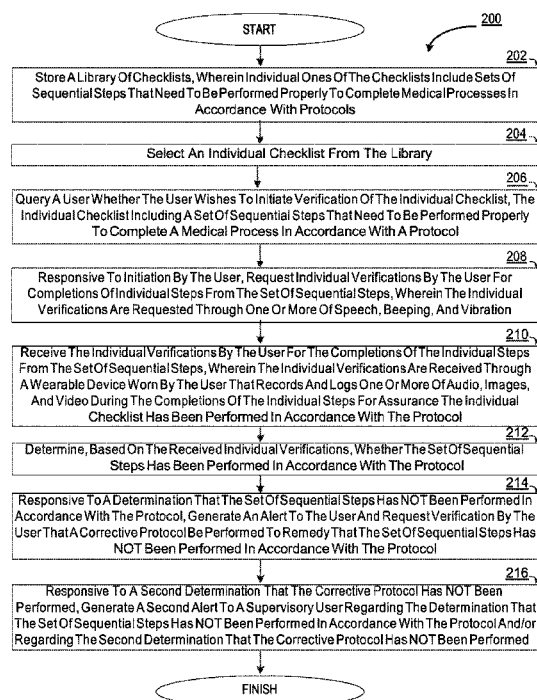 START
200
202
Store A Library Of Checklists, Wherein Individual Ones Of The Checklists Include Sets Of
Sequential Steps That Need To Be Performed Properly To Complete Medical Processes In
Accordance With Protocols
204
Select An Individual Checklist From The Library
206
Query A User Whether The User Wishes To Initiate Verification Of The Individual Checklist, The
Individual Checklist Including A Set Of Sequential Steps That Need To Be Performed Properly
To Complete A Medical Process In Accordance With A Protocol
208
Responsive To Initiation By The User, Request Individual Verifications By The User For
Completions Of Individual Steps From The Set Of Sequential Steps, Wherein The Individual
Verifications Are Requested Through One Or More Of Speech, Beeping, And Vibration
210
Receive The Individual Verifications By The User For The Completions Of The Individual Steps
From The Set Of Sequential Steps, Wherein The Individual Verifications Are Received Through
A Wearable Device Worn By The User That Records And Logs One Or More Of Audio, Images,
And Video During The Completions Of The Individual Steps For Assurance The Individual
Checklist Has Been Performed In Accordance With The Protocol
212
Determine, Based On The Received Individual Verifications, Whether The Set Of Sequential
Steps Has Been Performed In Accordance With The Protocol
214
Responsive To A Determination That The Set Of Sequential Steps Has NOT Been Performed In
Accordance With The Protocol, Generate An Alert To The User And Request Verification By The
User That A Corrective Protocol Be Performed To Remedy That The Set Of Sequential Steps Has
NOT Been Performed In Accordance With The Protocol
216
Responsive To A Second Determination That The Corrective Protocol Has NOT Been
Performed, Generate A Second Alert To A Supervisory User Regarding The Determination That
The Set Of Sequential Steps Has NOT Been Performed In Accordance With The Protocol And/or
Regarding The Second Determination That The Corrective Protocol Has NOT Been Performed
FINISH